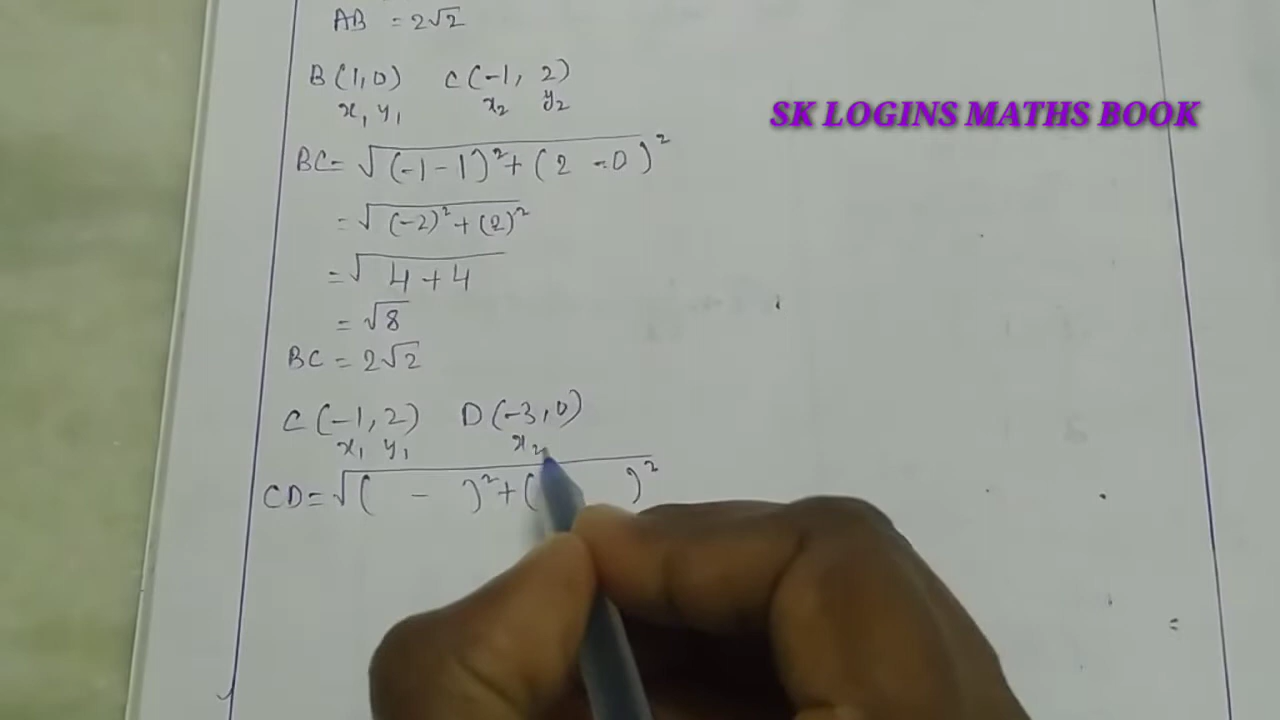 AB = 2√2
B(1,0) C(-1, 2)
x₁ y₁ x₂ y₂
SK LOGINS MATHS BOOK
BC = √(-1-1)² + (2 -0)²
= √(-2)² + (2)²
= √4+4
= √8
BC = 2√2
C(-1,2) D(-3,0)
x₁ y₁ x₂
CD = √( - )² + ( )²